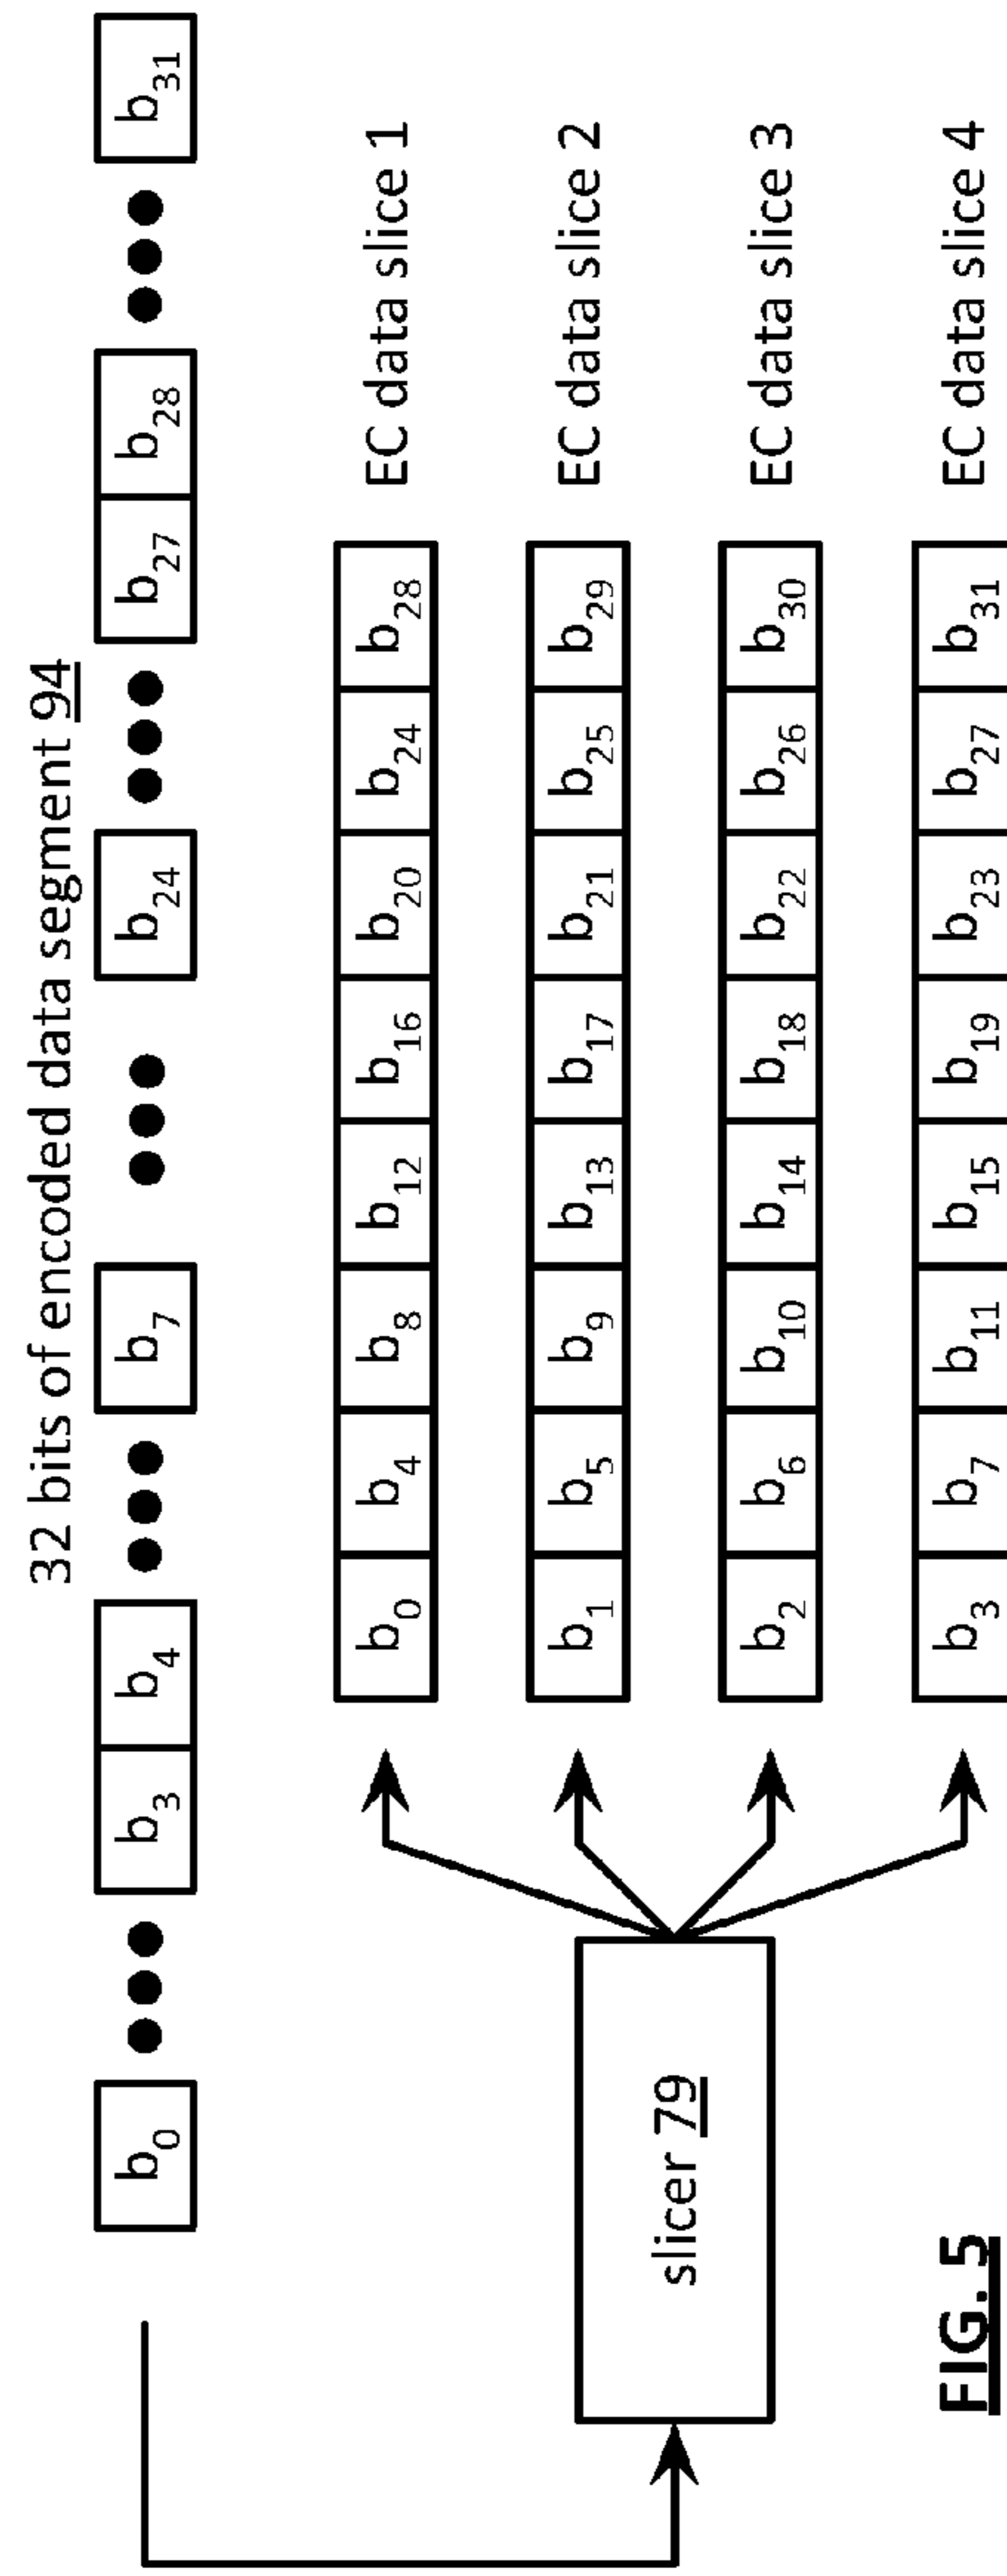 32 bits of encoded data segment 94
b0 ●●● b3 b4 ●●● b7 ●●● b24 ●●● b27 b28 ●●● b31
b0 b4 b8 b12 b16 b20 b24 b28 EC data slice 1
b1 b5 b9 b13 b17 b21 b25 b29 EC data slice 2
slicer 79
b2 b6 b10 b14 b18 b22 b26 b30 EC data slice 3
b3 b7 b11 b15 b19 b23 b27 b31 EC data slice 4
FIG. 5